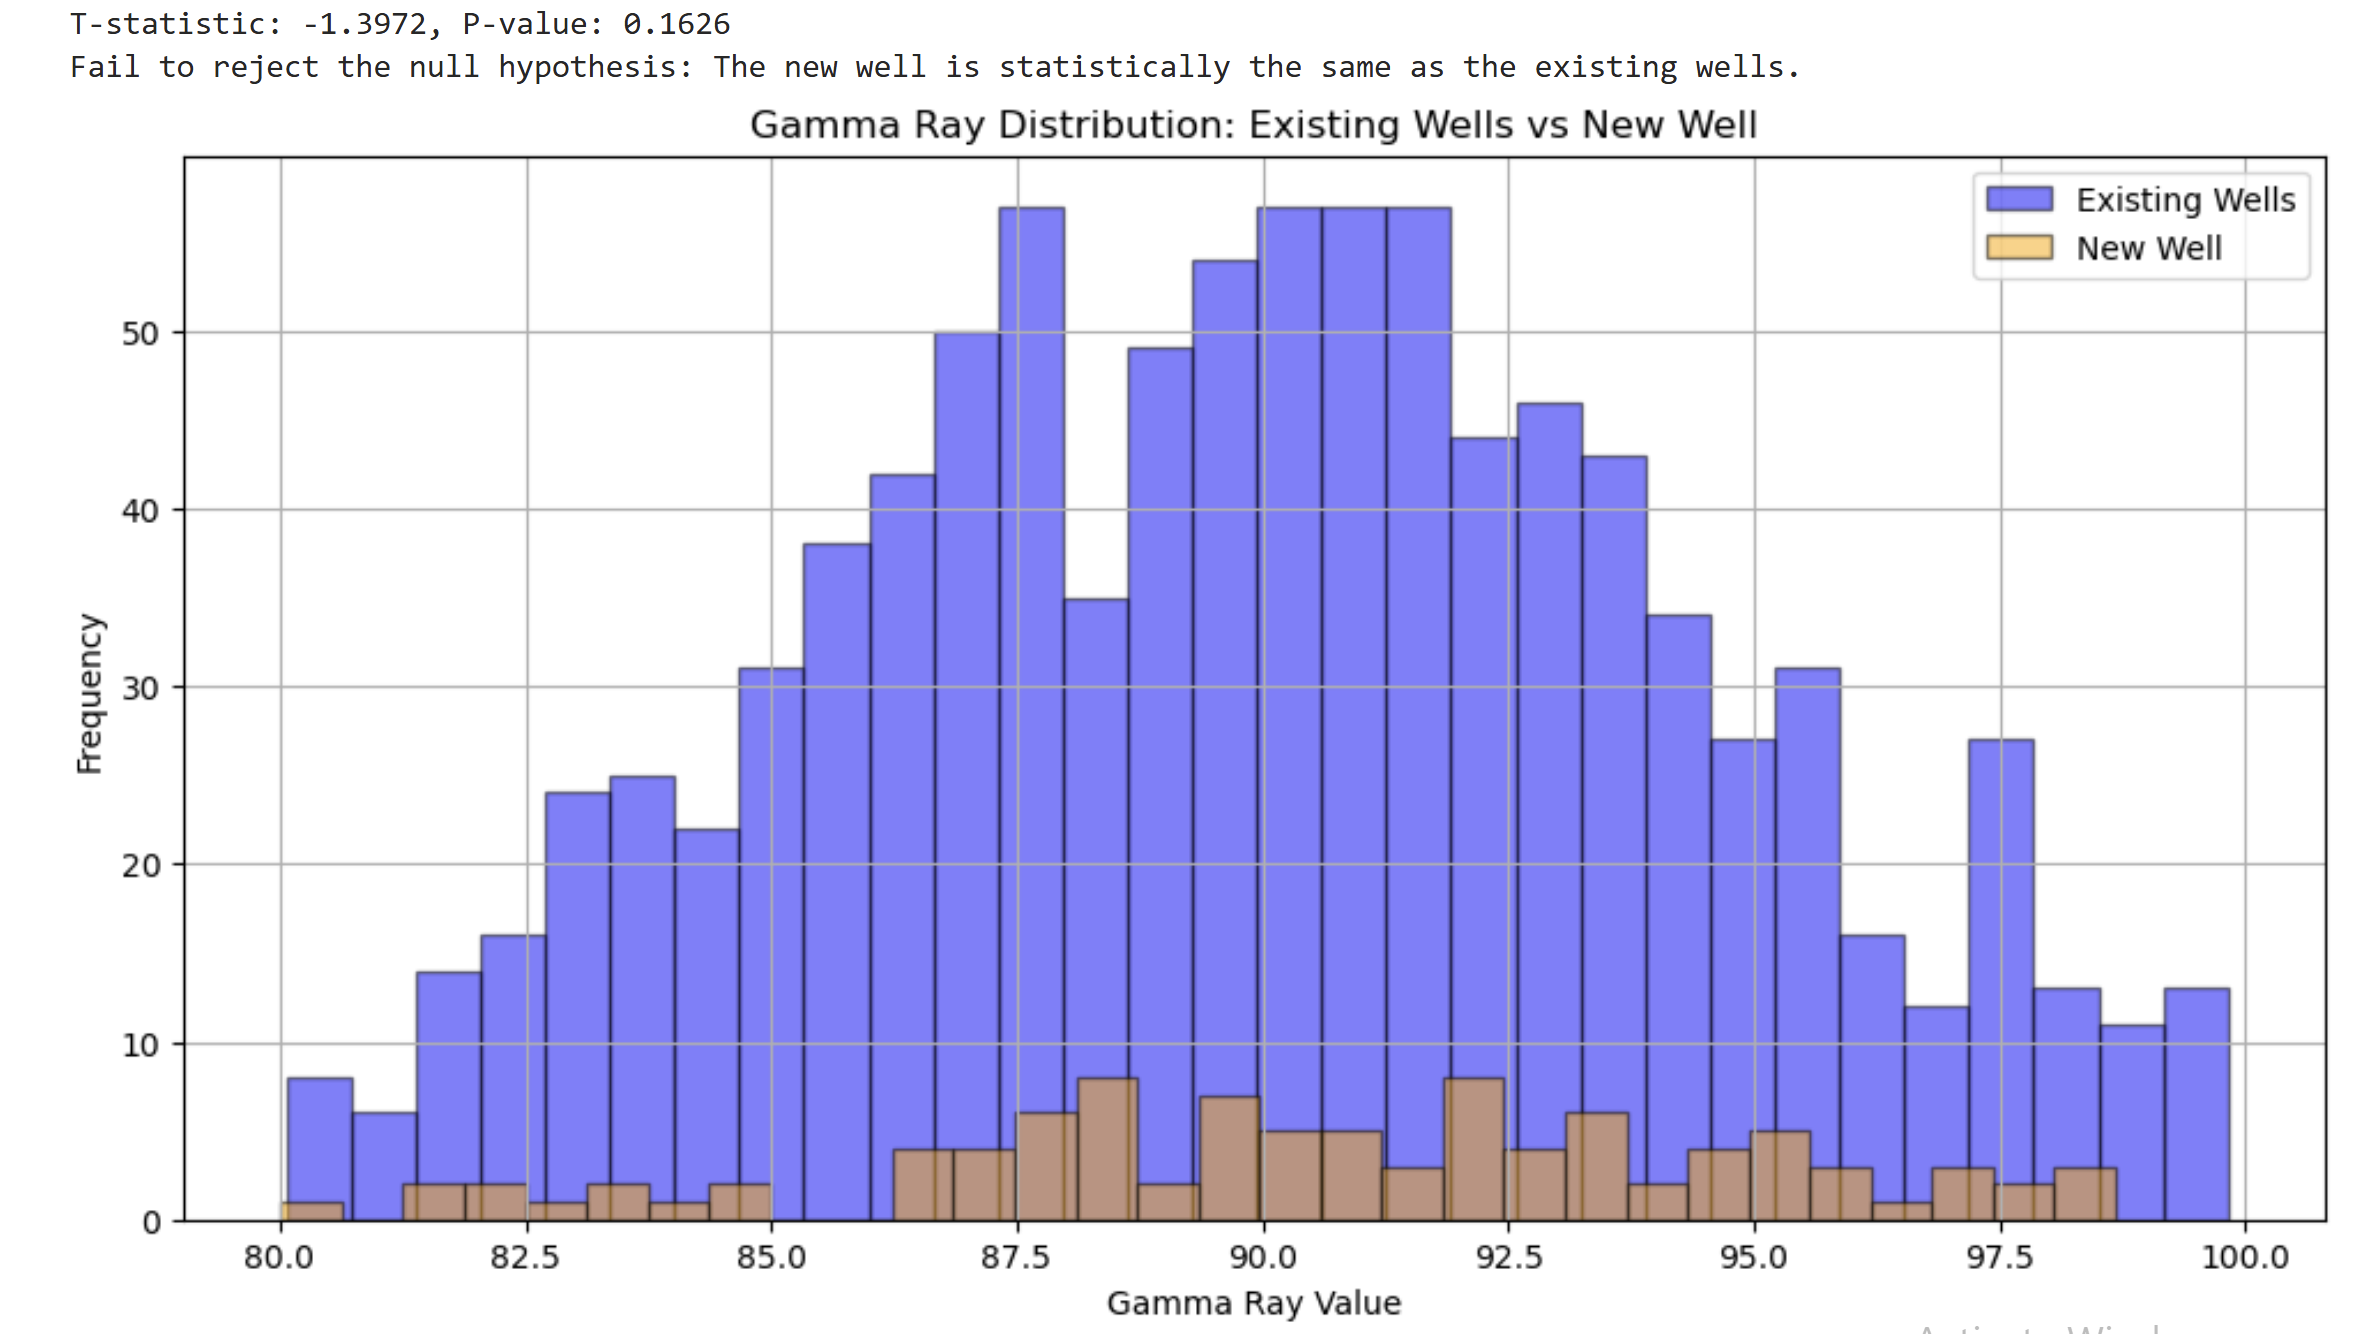 T-statistic: -1.3972, P-value: 0.1626
Fail to reject the null hypothesis: The new well is statistically the same as the existing wells.
Gamma Ray Distribution: Existing Wells vs New Well
Existing Wells
New Well
50
40
30
20
10
0
Frequency
80.0 82.5 85.0 87.5 90.0 92.5 95.0 97.5 100.0
Gamma Ray Value